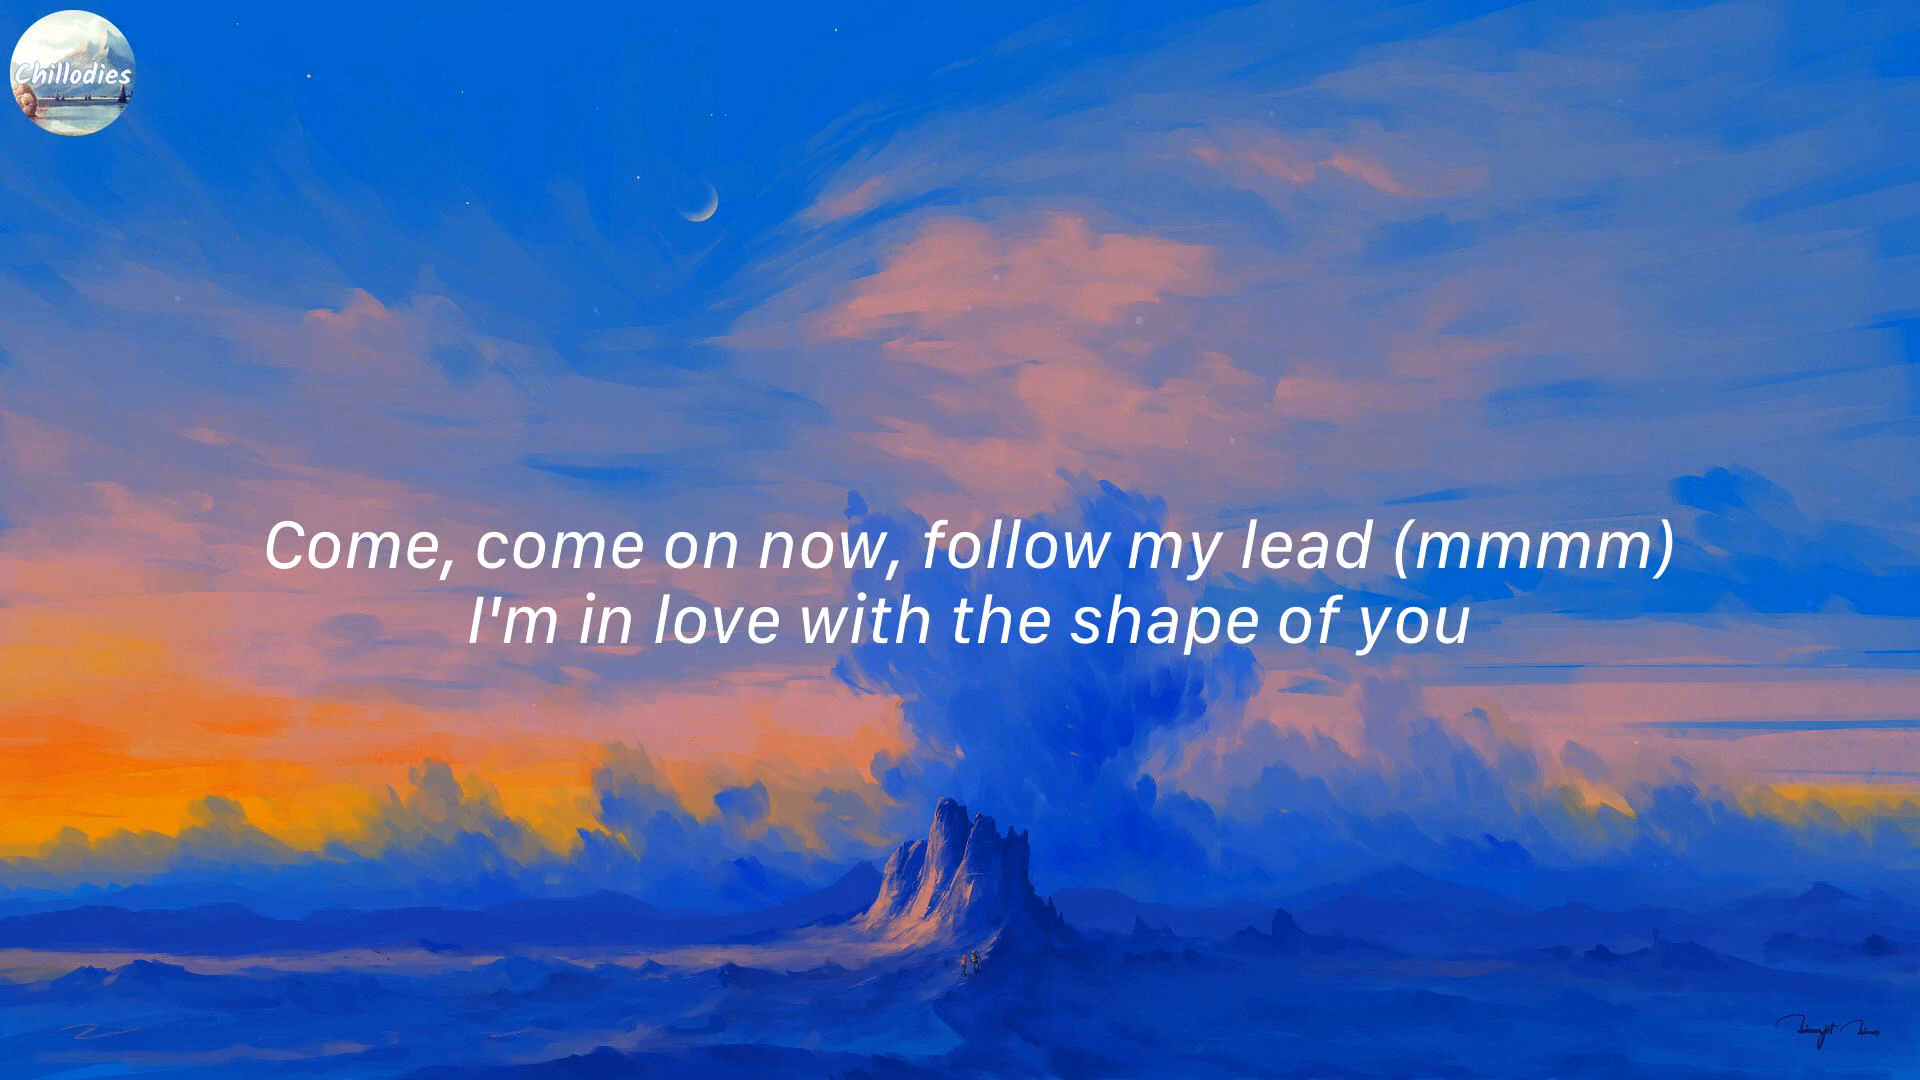 Chillodies
Come, come on now, follow my lead (mmmm)
I'm in love with the shape of you